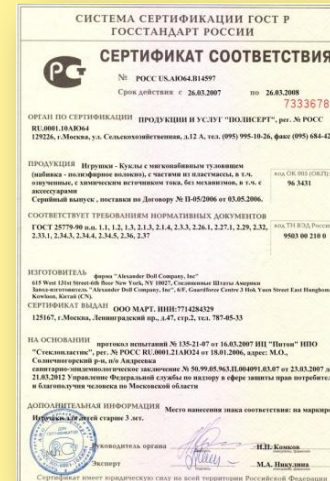 СИСТЕМА СЕРТИФИКАЦИИ ГОСТ Р
ГОССТАНДАРТ РОССИИ
СЕРТИФИКАТ СООТВЕТСТВИЯ
№ РОСС US.АЮ64.В14597
Срок действия с 26.03.2007 по 26.03.2008
7333678
ОРГАН ПО СЕРТИФИКАЦИИ ПРОДУКЦИИ И УСЛУГ "ПОЛИСЕРТ", рег. № РОСС
RU.0001.10АЮ64
129226, г.Москва, ул. Сельскохозяйственная, д.12 А, тел. (095) 995-10-26, факс (095) 684-42
ПРОДУКЦИЯ Игрушки - Куклы с мягконабивным туловищем
(набивка - полиэфирное волокно), с частями из пластмассы, в т.ч.
озвученные, с химическим источником тока, без механизмов, в т.ч. с
аксессуарами
Серийный выпуск, поставки по Договору № П-05/2006 от 03.05.2006.
код ОК 005 (ОКП):
96 3431
СООТВЕТСТВУЕТ ТРЕБОВАНИЯМ НОРМАТИВНЫХ ДОКУМЕНТОВ
ГОСТ 25779-90 п.п. 1.1, 1.2, 1.3, 2.1.3, 2.1.4, 2.3.3, 2.26.1, 2.27.1, 2.29, 2.32,
2.33.1, 2.34.3, 2.34.4, 2.34.5, 2.36, 2.37
код ТН ВЭД России
9503 00 210 0
ИЗГОТОВИТЕЛЬ фирма "Alexander Doll Company, Inc"
615 West 131st Street-6th floor New York, NY 10027, Соединенные Штаты Америки
Завод-изготовитель "Alexander Doll Company, Inc", 6/F, Guardforce Centre 3 Hok Yuen Street East Hunghom,
Kowloon, Китай (CN).
СЕРТИФИКАТ ВЫДАН
ООО МАРТ. ИНН:7714284329
125167, г.Москва, Ленинградский пр., д.47, стр.2, тел. 787-05-33
НА ОСНОВАНИИ протокол испытаний № 135-21-07 от 16.03.2007 ИЦ "Питон" НПО
"Стеклопластик", рег. № РОСС RU.0001.21АЮ24 от 18.01.2006, адрес: М.О.,
Солнечногорский р-н, п/о Андреевка
санитарно-эпидемиологическое заключение № 50.99.05.963.П.004091.03.07 от 23.03.2007 д
21.03.2012 Управление Федеральной службы по надзору в сфере защиты прав потребител
и благополучия человека по Московской области
ДОПОЛНИТЕЛЬНАЯ ИНФОРМАЦИЯ Место нанесения знака соответствия: на маркир
Игрушки для детей старше 3 лет.
Руководитель органа
Н.П. Комков
Эксперт
М.А. Никулина
Сертификат имеет юридическую силу на всей территории Российской Федераци